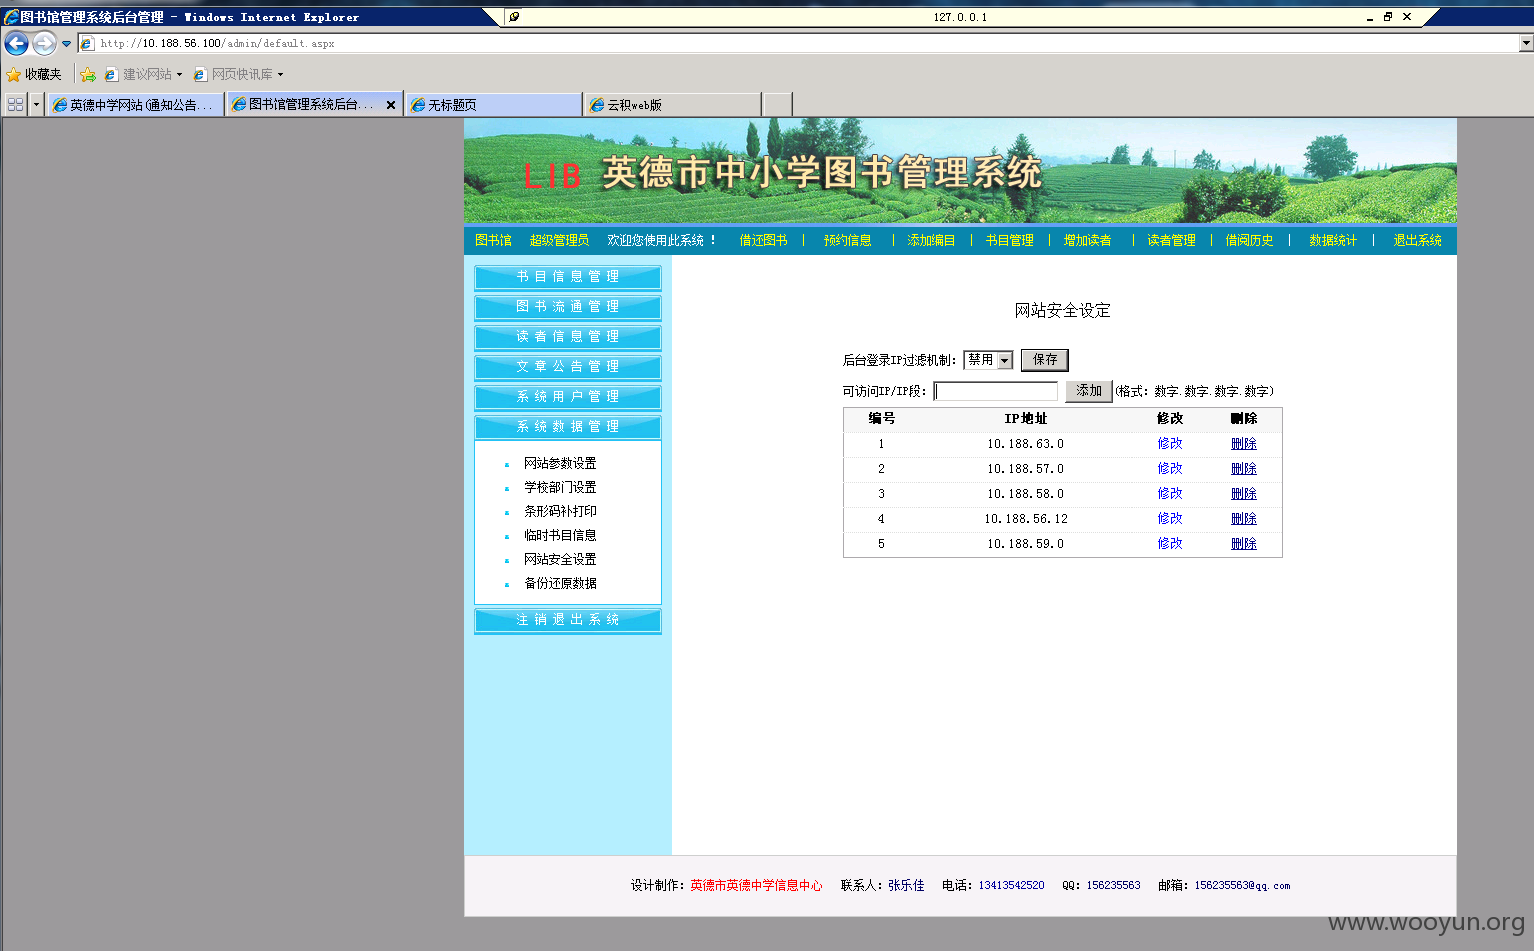 图书馆管理系统后台管理 - Windows Internet Explorer
127.0.0.1
http://10.188.56.100/admin/default.aspx
收藏夹 建议网站 网页快讯库
英德中学网站(通知公告... 图书馆管理系统后台... 无标题页 云积web版
LIB 英德市中小学图书管理系统
图书馆 超级管理员 欢迎您使用此系统 ! 借还图书 | 预约信息 | 添加编目 | 书目管理 | 增加读者 | 读者管理 | 借阅历史 | 数据统计 | 退出系统
书目信息管理
图书流通管理
读者信息管理
文章公告管理
系统用户管理
系统数据管理
网站参数设置
学校部门设置
条形码补打印
临时书目信息
网站安全设置
备份还原数据
注销退出系统
网站安全设定
后台登录IP过滤机制: 禁用 保存
可访问IP/IP段: 添加 (格式: 数字.数字.数字.数字)
编号 IP地址 修改 删除
1 10.188.63.0 修改 删除
2 10.188.57.0 修改 删除
3 10.188.58.0 修改 删除
4 10.188.56.12 修改 删除
5 10.188.59.0 修改 删除
设计制作: 英德市英德中学信息中心 联系人: 张乐佳 电话: 13413542520 QQ: 156235563 邮箱: 156235563@qq.com
www.wooyun.org